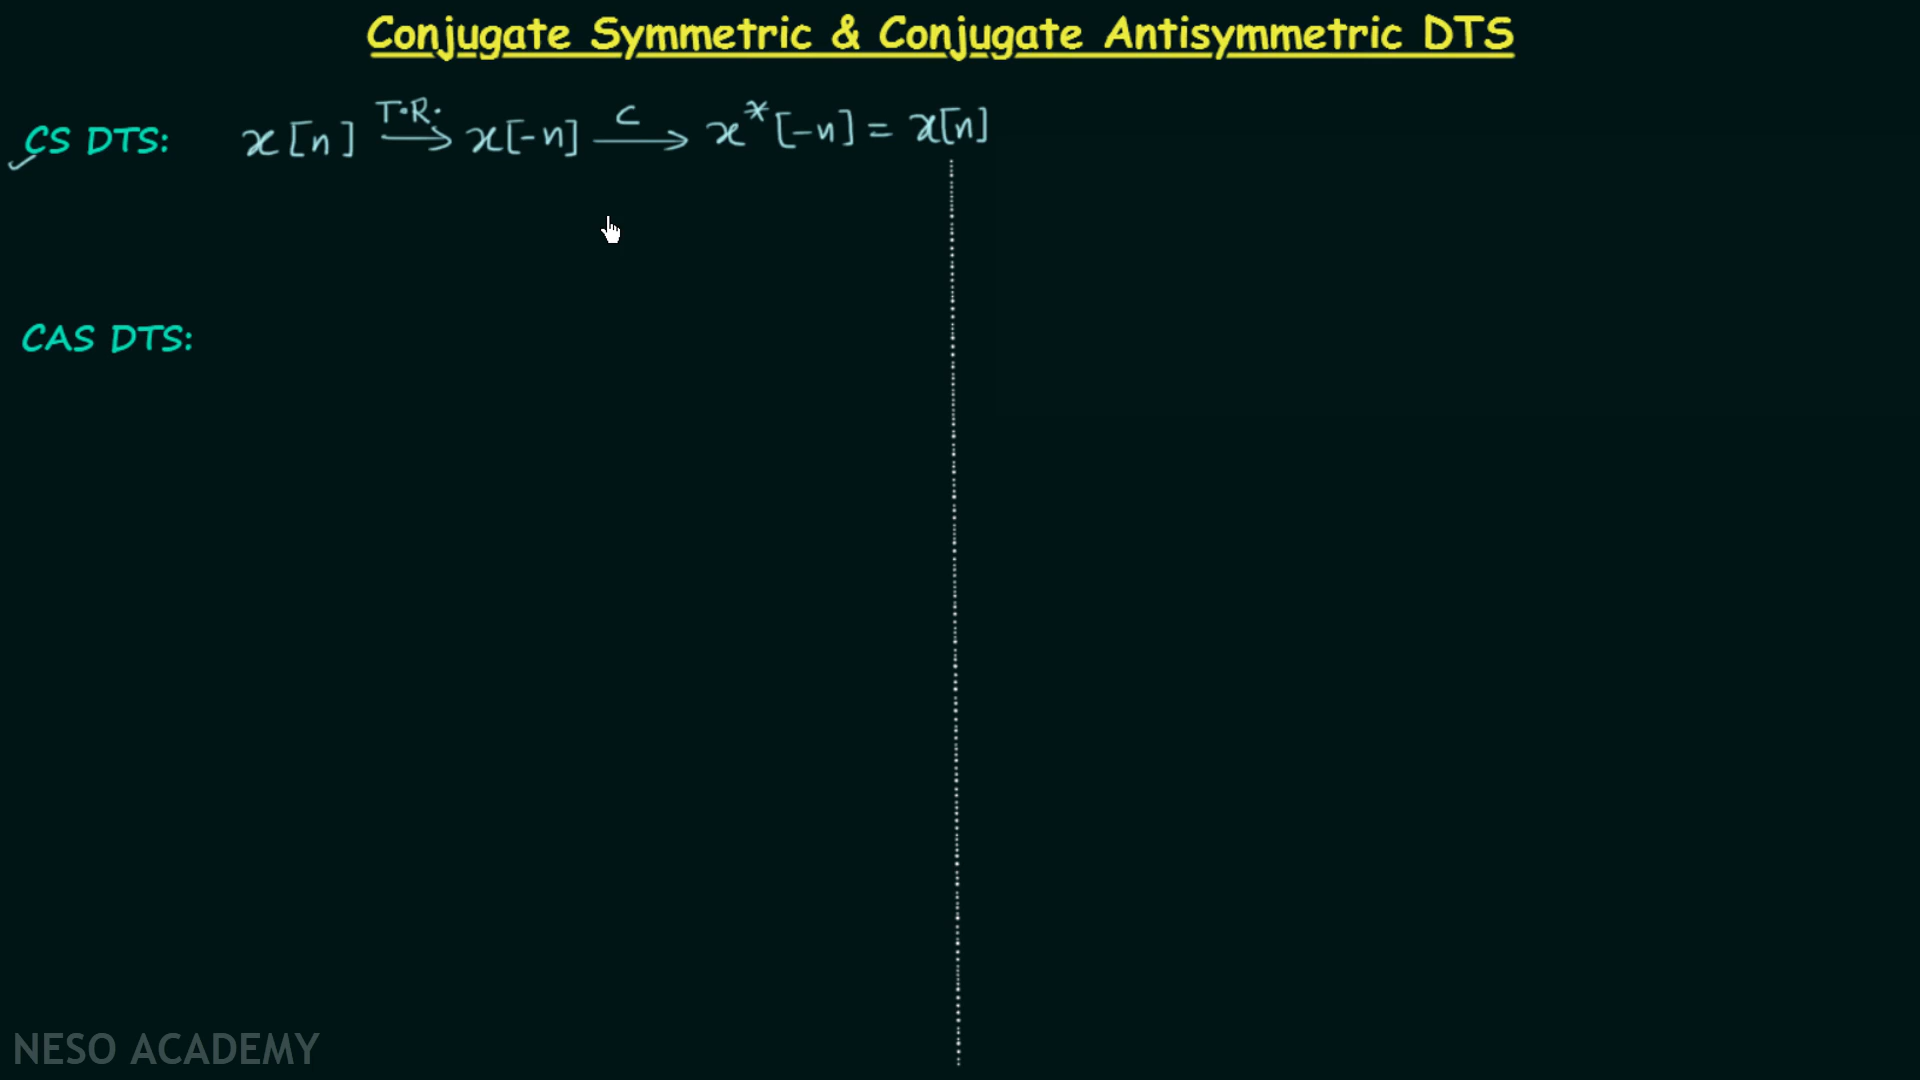 Conjugate Symmetric & Conjugate Antisymmetric DTS
CS DTS: x[n] T.R.→ x[-n] C→ x*[-n] = x[n]
CAS DTS:
NESO ACADEMY